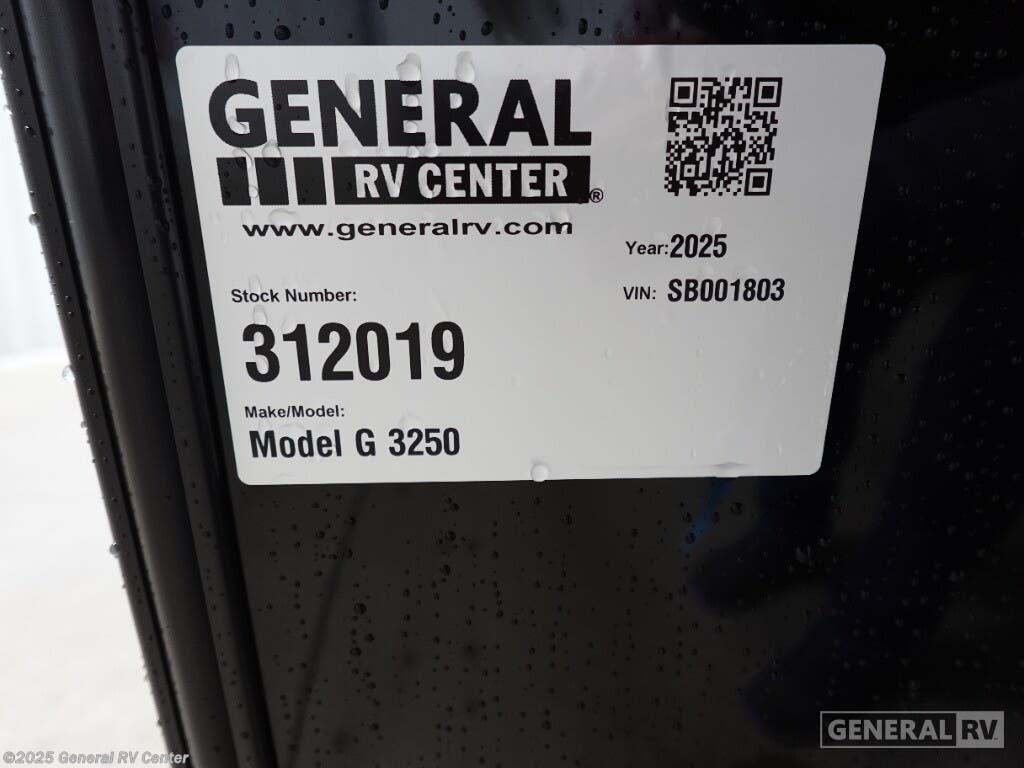 GENERAL
RV CENTER®
www.generalrv.com
Year: 2025
VIN: SB001803
Stock Number:
312019
Make/Model:
Model G 3250
GENERAL RV
©2025 General RV Center